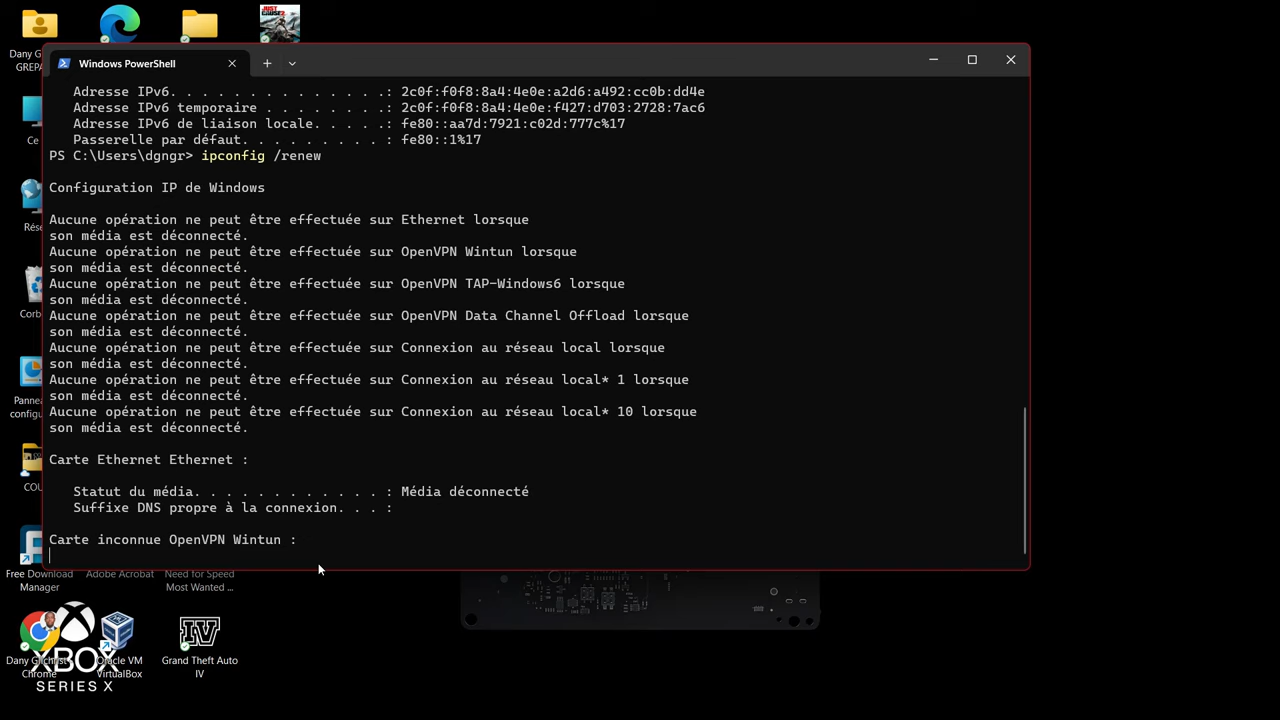 JUST CAUSE 2
Dany G
GREPA
Windows PowerShell
Adresse IPv6. . . . . . . . . . . . . .: 2c0f:f0f8:8a4:4e0e:a2d6:a492:cc0b:dd4e
Adresse IPv6 temporaire . . . . . . . .: 2c0f:f0f8:8a4:4e0e:f427:d703:2728:7ac6
Adresse IPv6 de liaison locale. . . . .: fe80::aa7d:7921:c02d:777c%17
Passerelle par défaut. . . . . . . . . : fe80::1%17
PS C:\Users\dgngr> ipconfig /renew
Configuration IP de Windows
Aucune opération ne peut être effectuée sur Ethernet lorsque
son média est déconnecté.
Aucune opération ne peut être effectuée sur OpenVPN Wintun lorsque
son média est déconnecté.
Aucune opération ne peut être effectuée sur OpenVPN TAP-Windows6 lorsque
son média est déconnecté.
Aucune opération ne peut être effectuée sur OpenVPN Data Channel Offload lorsque
son média est déconnecté.
Aucune opération ne peut être effectuée sur Connexion au réseau local lorsque
son média est déconnecté.
Aucune opération ne peut être effectuée sur Connexion au réseau local* 1 lorsque
son média est déconnecté.
Aucune opération ne peut être effectuée sur Connexion au réseau local* 10 lorsque
son média est déconnecté.
Carte Ethernet Ethernet :
Statut du média. . . . . . . . . . . . : Média déconnecté
Suffixe DNS propre à la connexion. . . :
Carte inconnue OpenVPN Wintun :
Ce
Rése
Corb
Panne
configu
COU
Free Download
Manager
Adobe Acrobat
Need for Speed
Most Wanted ...
Dany Gilchrist
Chrome
Oracle VM
VirtualBox
IV
Grand Theft Auto
IV
XBOX
SERIES X